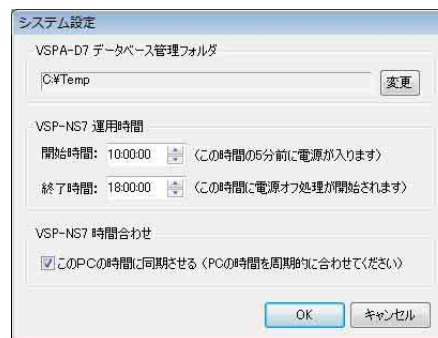 システム設定
VSPA-D7 データベース管理フォルダ
C:¥Temp
変更
VSP-NS7 運用時間
開始時間: 10:00:00 (この時間の5分前に電源が入ります)
終了時間: 18:00:00 (この時間に電源オフ処理が開始されます)
VSP-NS7 時間合わせ
このPCの時間に同期させる (PCの時間を周期的に合わせてください)
OK キャンセル